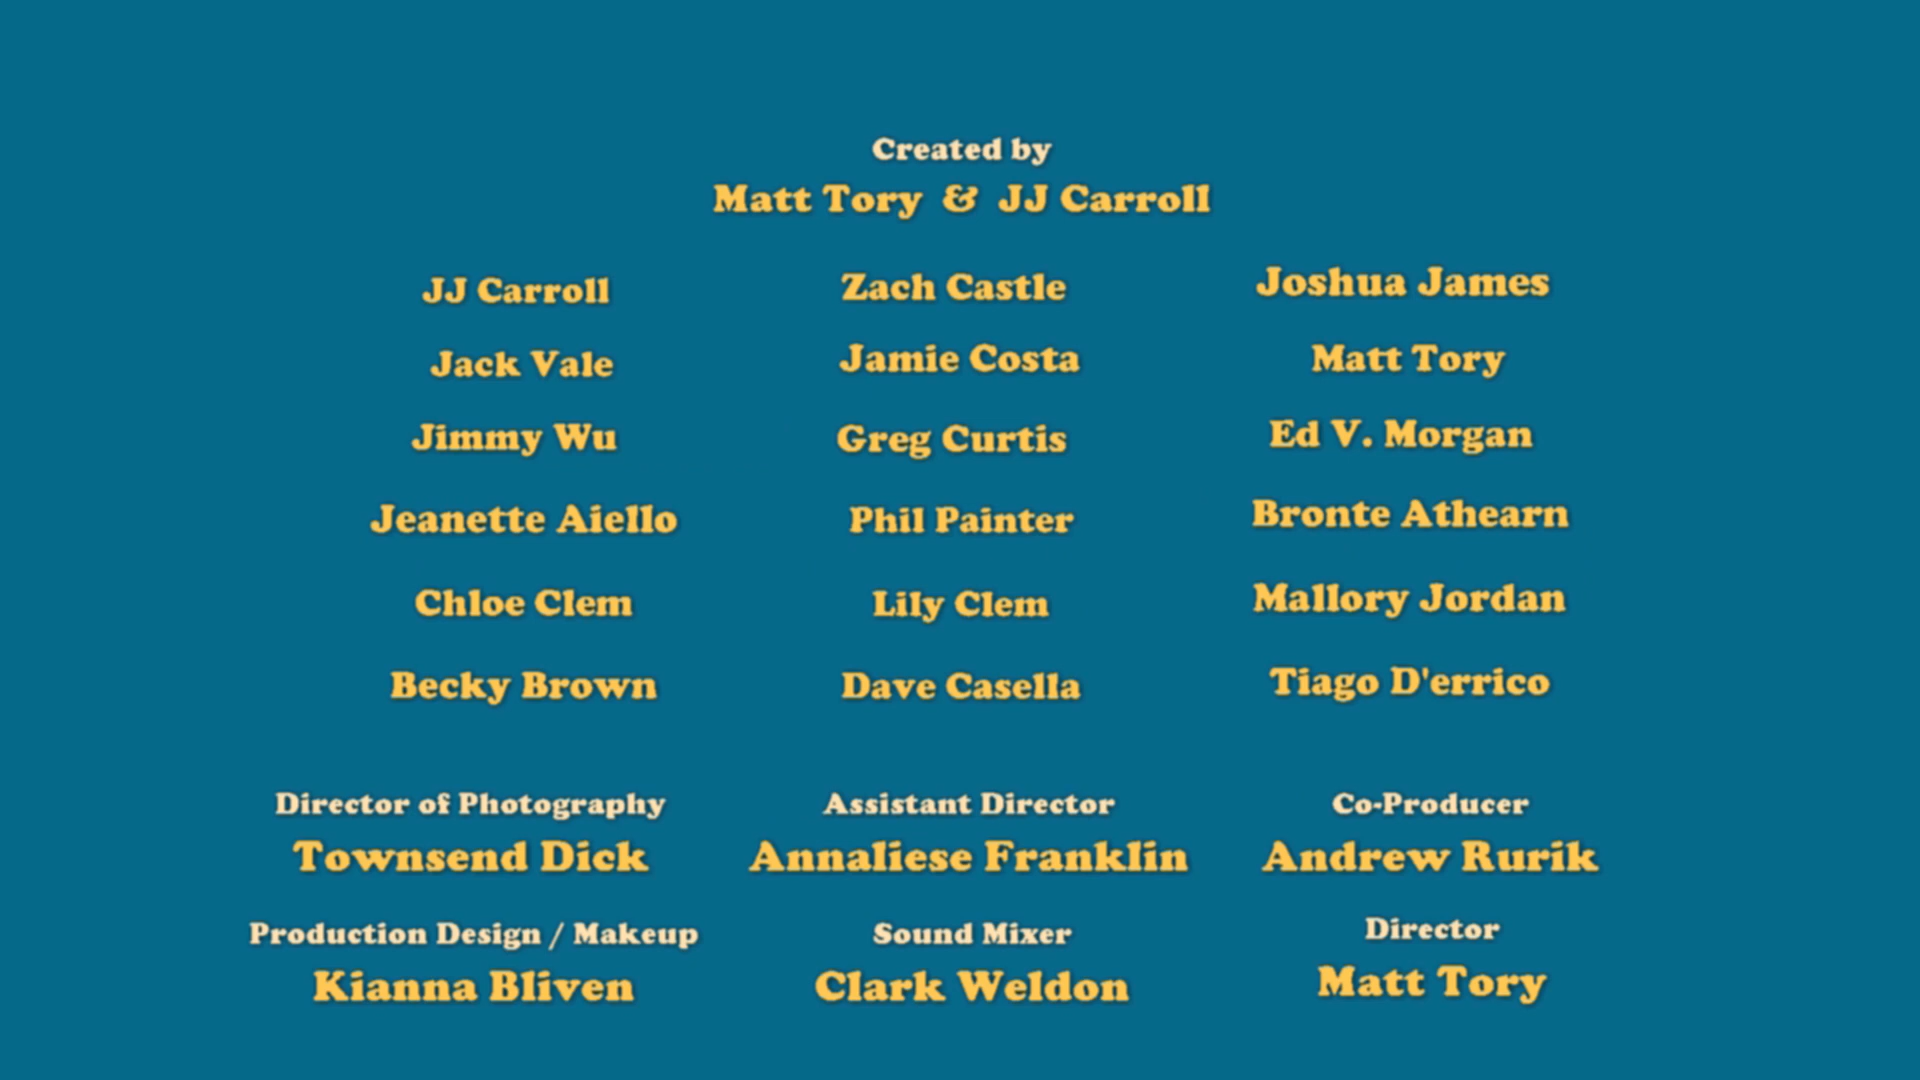 Created by
Matt Tory & JJ Carroll
JJ Carroll Zach Castle Joshua James
Jack Vale Jamie Costa Matt Tory
Jimmy Wu Greg Curtis Ed V. Morgan
Jeanette Aiello Phil Painter Bronte Athearn
Chloe Clem Lily Clem Mallory Jordan
Becky Brown Dave Casella Tiago D'errico
Director of Photography Assistant Director Co-Producer
Townsend Dick Annaliese Franklin Andrew Rurik
Production Design / Makeup Sound Mixer Director
Kianna Bliven Clark Weldon Matt Tory